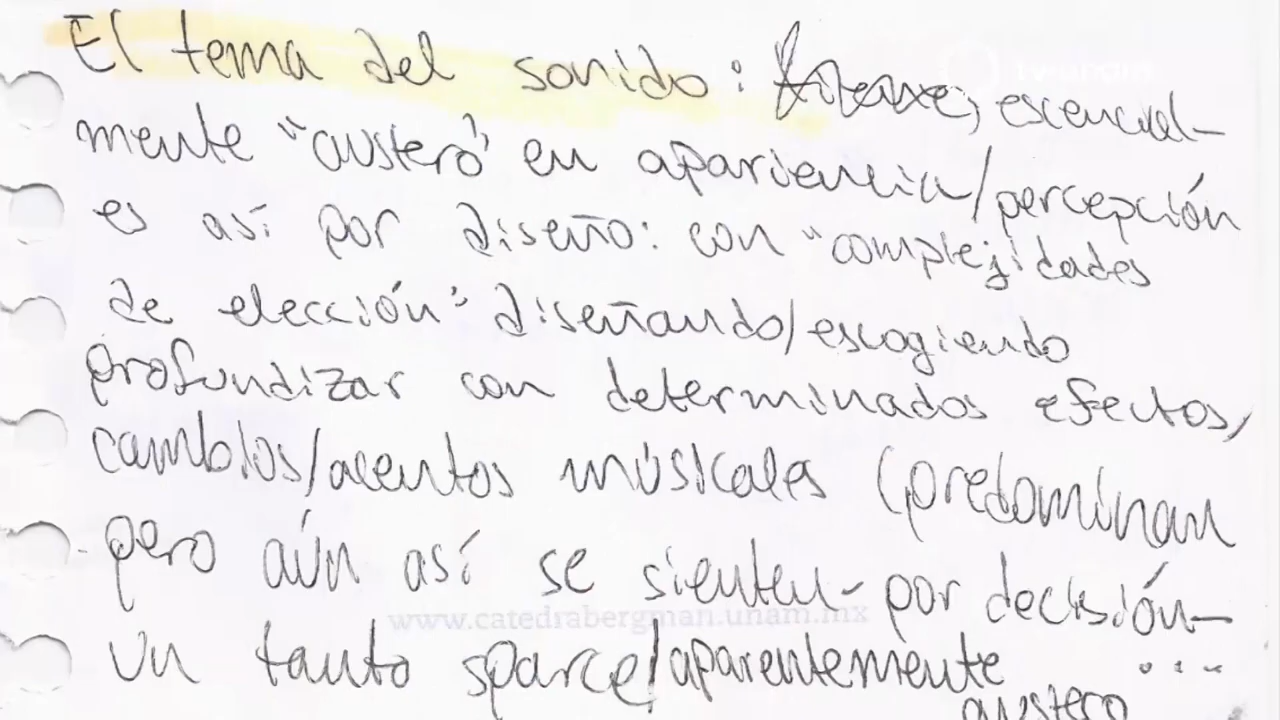 El tema del sonido: escencial-
mente "austero" en apariencia/percepción
es así por diseño: con "complejidades
de elección" diseñando/escogiendo
profundizar con determinados efectos,
cambios/acentos músicales (predominan
pero aún así se sienten- por decisión-
www.catedrabergman.unam.mx
un tanto sparce/aparentemente ...
austero